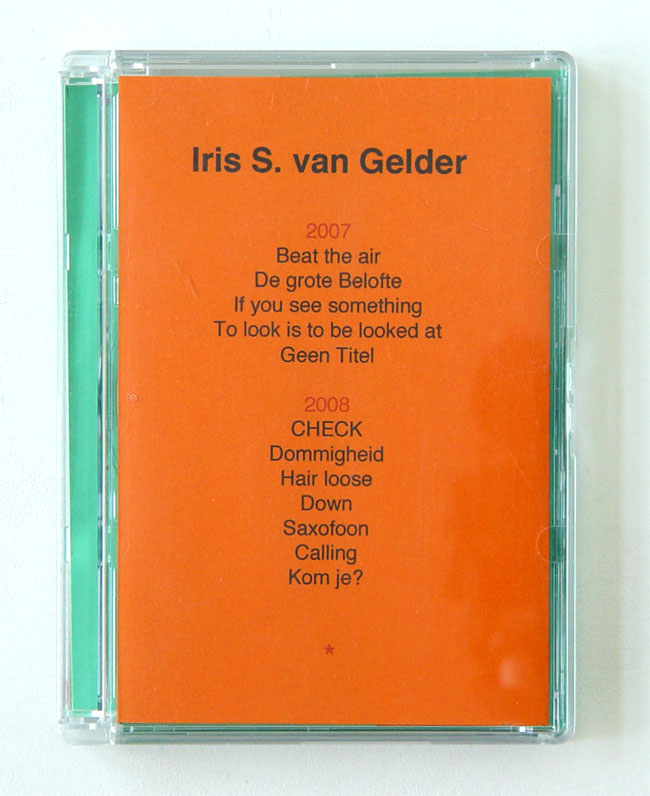 Iris S. van Gelder
2007
Beat the air
De grote Belofte
If you see something
To look is to be looked at
Geen Titel
2008
CHECK
Dommigheid
Hair loose
Down
Saxofoon
Calling
Kom je?
*